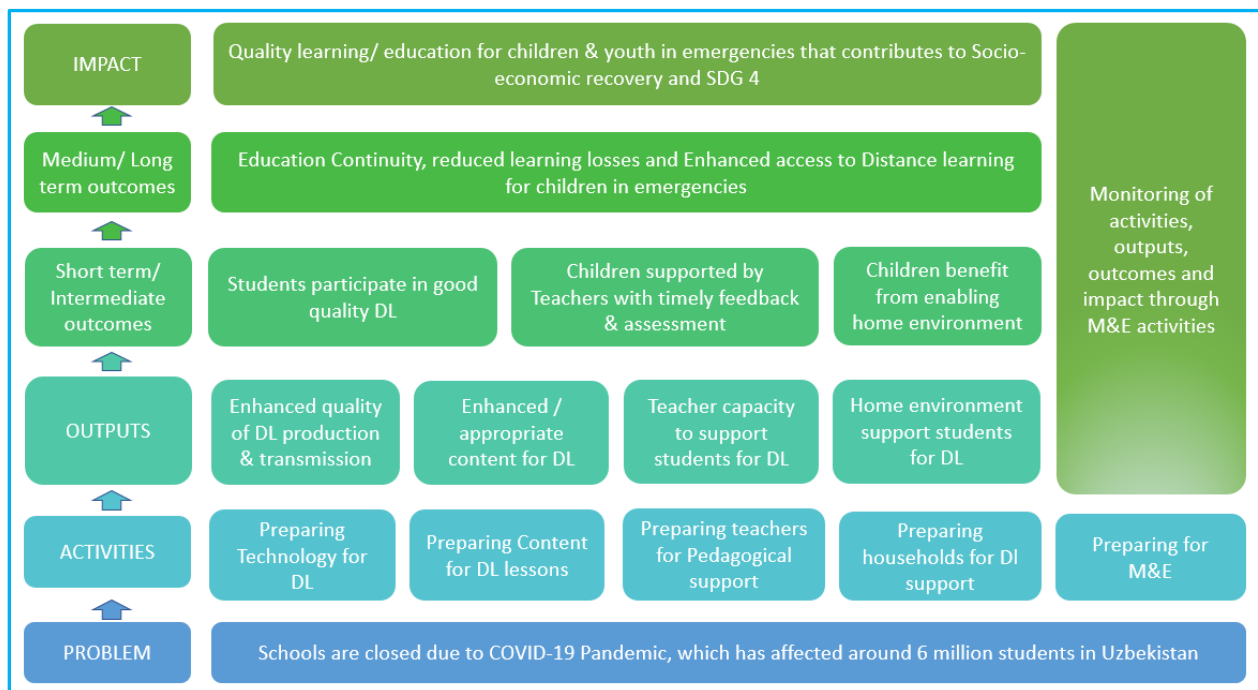 IMPACT
Quality learning/ education for children & youth in emergencies that contributes to Socio-
economic recovery and SDG 4
Medium/ Long
term outcomes
Education Continuity, reduced learning losses and Enhanced access to Distance learning
for children in emergencies
Monitoring of
activities,
outputs,
outcomes and
impact through
M&E activities
Short term/
Intermediate
outcomes
Students participate in good
quality DL
Children supported by
Teachers with timely feedback
& assessment
Children benefit
from enabling
home environment
OUTPUTS
Enhanced quality
of DL production
& transmission
Enhanced /
appropriate
content for DL
Teacher capacity
to support
students for DL
Home environment
support students
for DL
ACTIVITIES
Preparing
Technology for
DL
Preparing Content
for DL lessons
Preparing teachers
for Pedagogical
support
Preparing
households for Dl
support
Preparing for
M&E
PROBLEM
Schools are closed due to COVID-19 Pandemic, which has affected around 6 million students in Uzbekistan